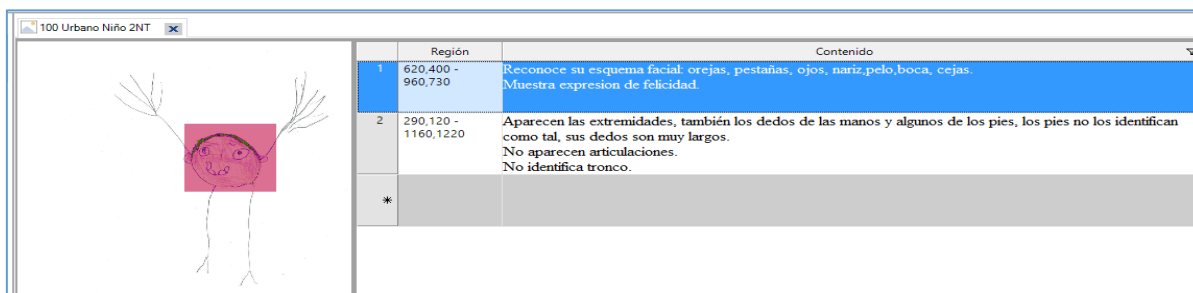 100 Urbano Niño 2NT
Región Contenido
1 620,400 - 960,730 Reconoce su esquema facial: orejas, pestañas, ojos, nariz,pelo,boca, cejas.
Muestra expresion de felicidad.
2 290,120 - 1160,1220 Aparecen las extremidades, también los dedos de las manos y algunos de los pies, los pies no los identifican
como tal, sus dedos son muy largos.
No aparecen articulaciones.
No identifica tronco.